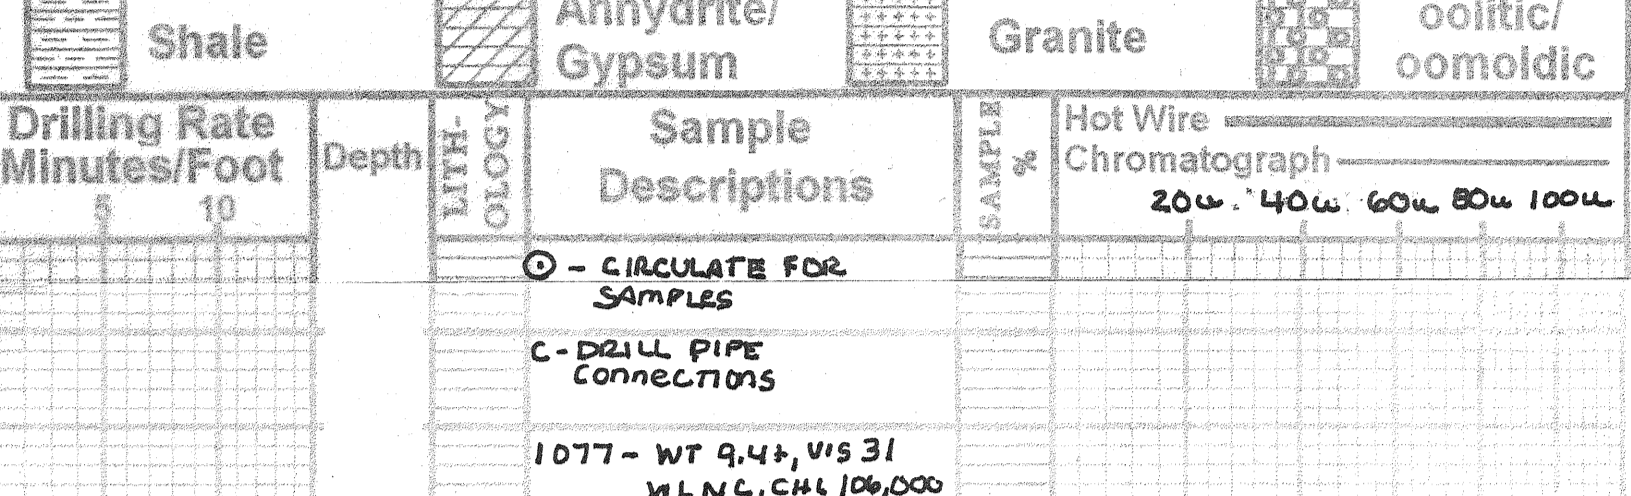 Shale
Anhydrite/
Gypsum
Granite
oolitic/
oomoldic
Drilling Rate
Minutes/Foot
5 10
Depth
LITH-
OLOGY
Sample
Descriptions
SAMPLE
%
Hot Wire
Chromatograph
20u 40u 60u 80u 100u
⊙ - CIRCULATE FOR
SAMPLES
C - DRILL PIPE
CONNECTIONS
1077 - WT 9.4+, VIS 31
WL N.C. CHL 106,000